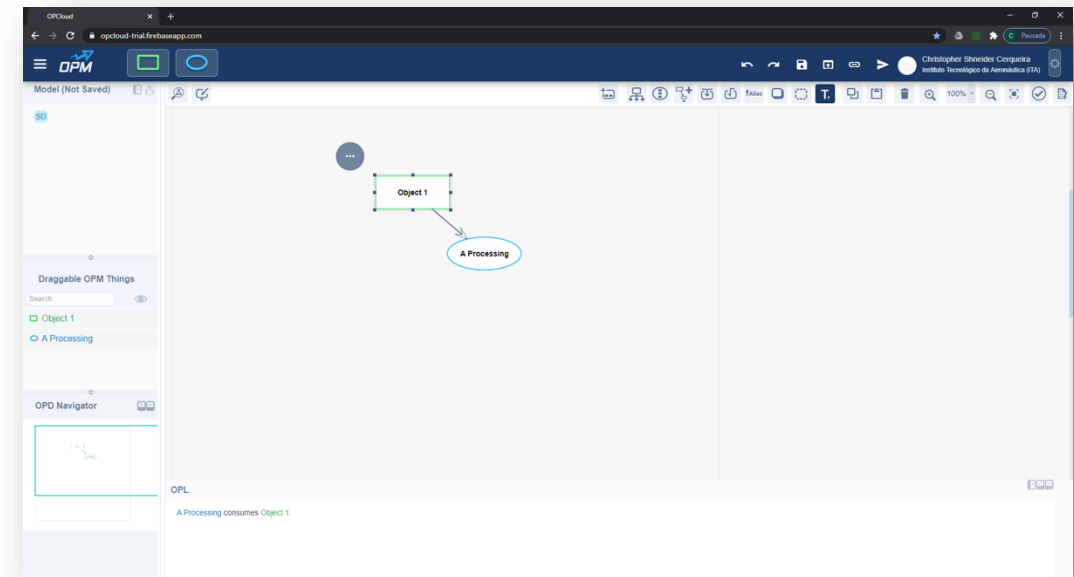 OPCloud
opcloud-trial.firebaseapp.com
C Pausada
OPM
Christopher Shneider Cerqueira
Instituto Tecnológico da Aeronáutica (ITA)
Model (Not Saved)
Alias
T
100%
SD
Object 1
A Processing
Draggable OPM Things
Search
Object 1
A Processing
OPD Navigator
OPL
A Processing consumes Object 1.